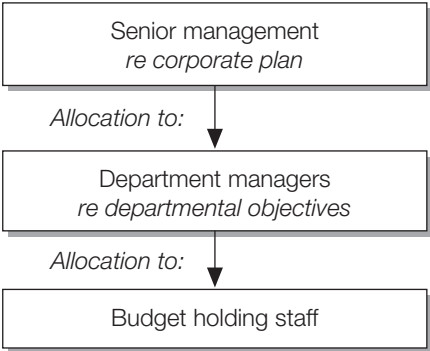 Senior management
re corporate plan
Allocation to:
Department managers
re departmental objectives
Allocation to:
Budget holding staff